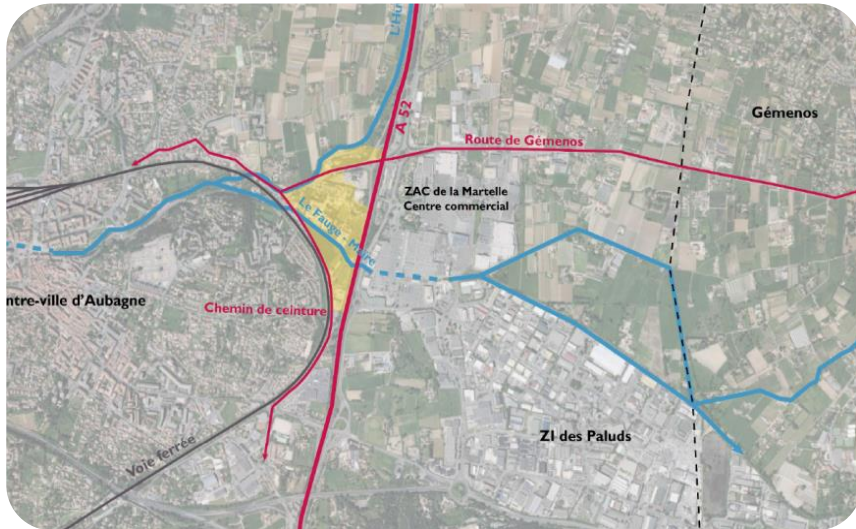 L'Hu
A 52
Gémenos
Route de Gémenos
ZAC de la Martelle
Centre commercial
Le Fauge - Maïre
ntre-ville d'Aubagne
Chemin de ceinture
ZI des Paluds
Voie ferrée